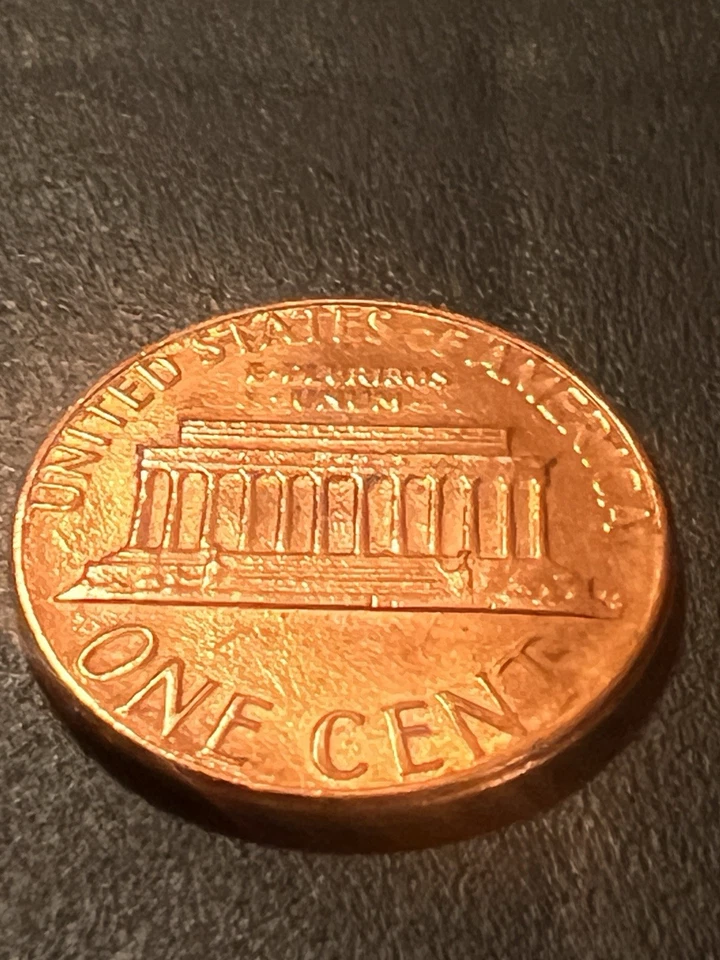 UNITED STATES OF AMERICA
E·PLURIBUS
UNUM
ONE CENT